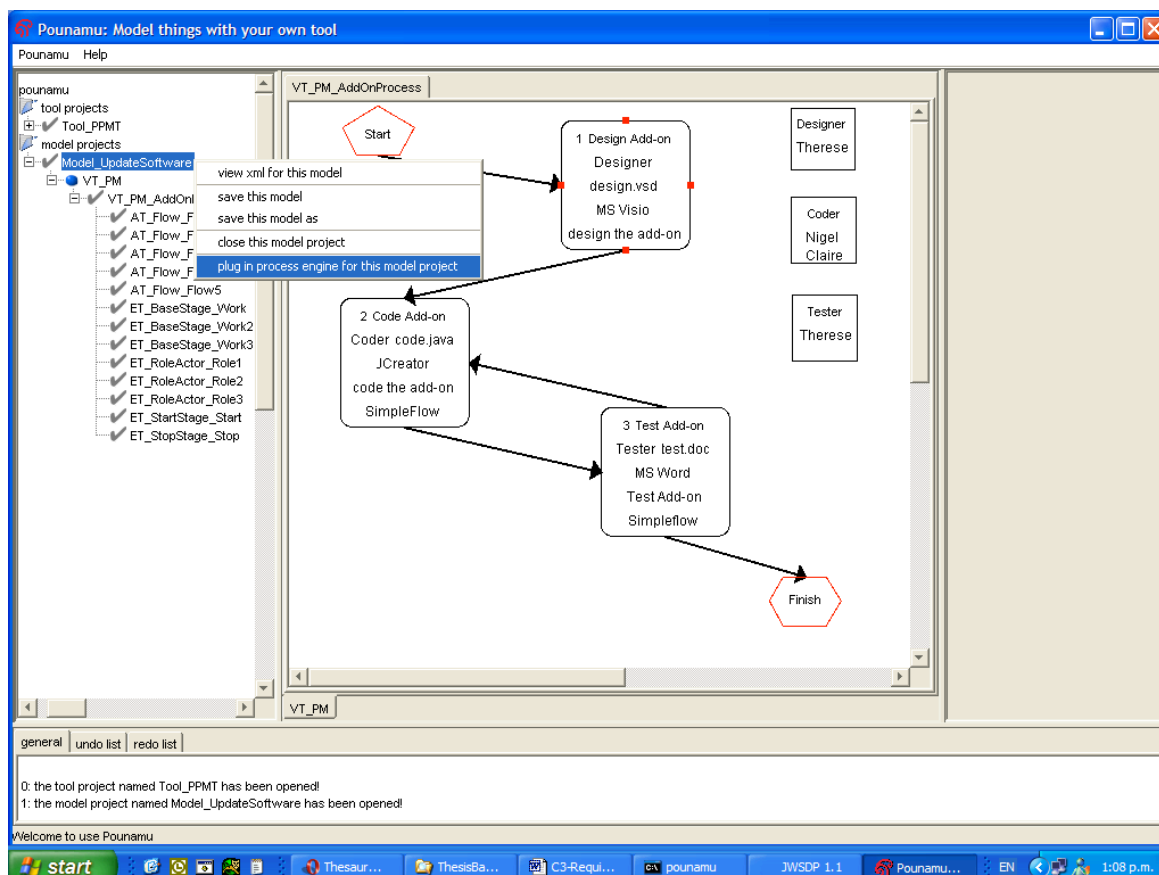 Pounamu: Model things with your own tool
Pounamu Help
pounamu
tool projects
Tool_PPMT
model projects
Model_UpdateSoftware
VT_PM
VT_PM_AddOnI
AT_Flow_F
AT_Flow_F
AT_Flow_F
AT_Flow_F
AT_Flow_Flow5
ET_BaseStage_Work
ET_BaseStage_Work2
ET_BaseStage_Work3
ET_RoleActor_Role1
ET_RoleActor_Role2
ET_RoleActor_Role3
ET_StartStage_Start
ET_StopStage_Stop
view xml for this model
save this model
save this model as
close this model project
plug in process engine for this model project
VT_PM_AddOnProcess
Start
1 Design Add-on
Designer
design.vsd
MS Visio
design the add-on
Designer
Therese
Coder
Nigel
Claire
Tester
Therese
2 Code Add-on
Coder code.java
JCreator
code the add-on
SimpleFlow
3 Test Add-on
Tester test.doc
MS Word
Test Add-on
Simpleflow
Finish
VT_PM
general undo list redo list
0: the tool project named Tool_PPMT has been opened!
1: the model project named Model_UpdateSoftware has been opened!
Welcome to use Pounamu
start Thesaur... ThesisBa... C3-Requi... pounamu JWSDP 1.1 Pounamu... EN 1:08 p.m.